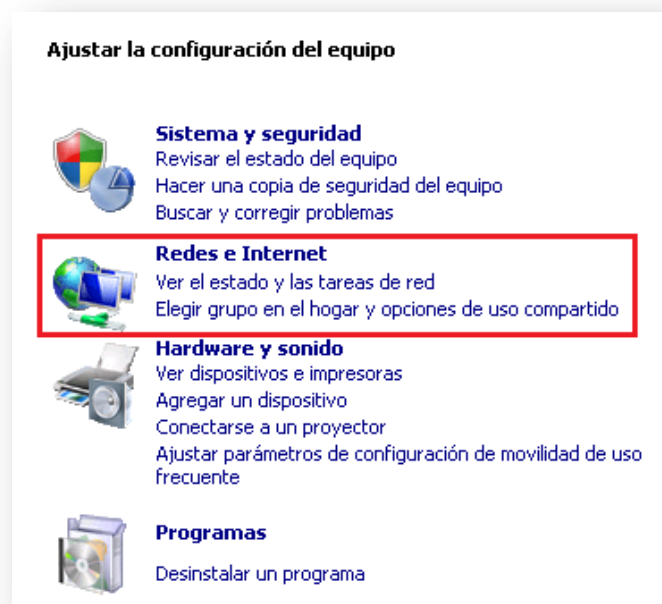 Ajustar la configuración del equipo
Sistema y seguridad
Revisar el estado del equipo
Hacer una copia de seguridad del equipo
Buscar y corregir problemas
Redes e Internet
Ver el estado y las tareas de red
Elegir grupo en el hogar y opciones de uso compartido
Hardware y sonido
Ver dispositivos e impresoras
Agregar un dispositivo
Conectarse a un proyector
Ajustar parámetros de configuración de movilidad de uso
frecuente
Programas
Desinstalar un programa